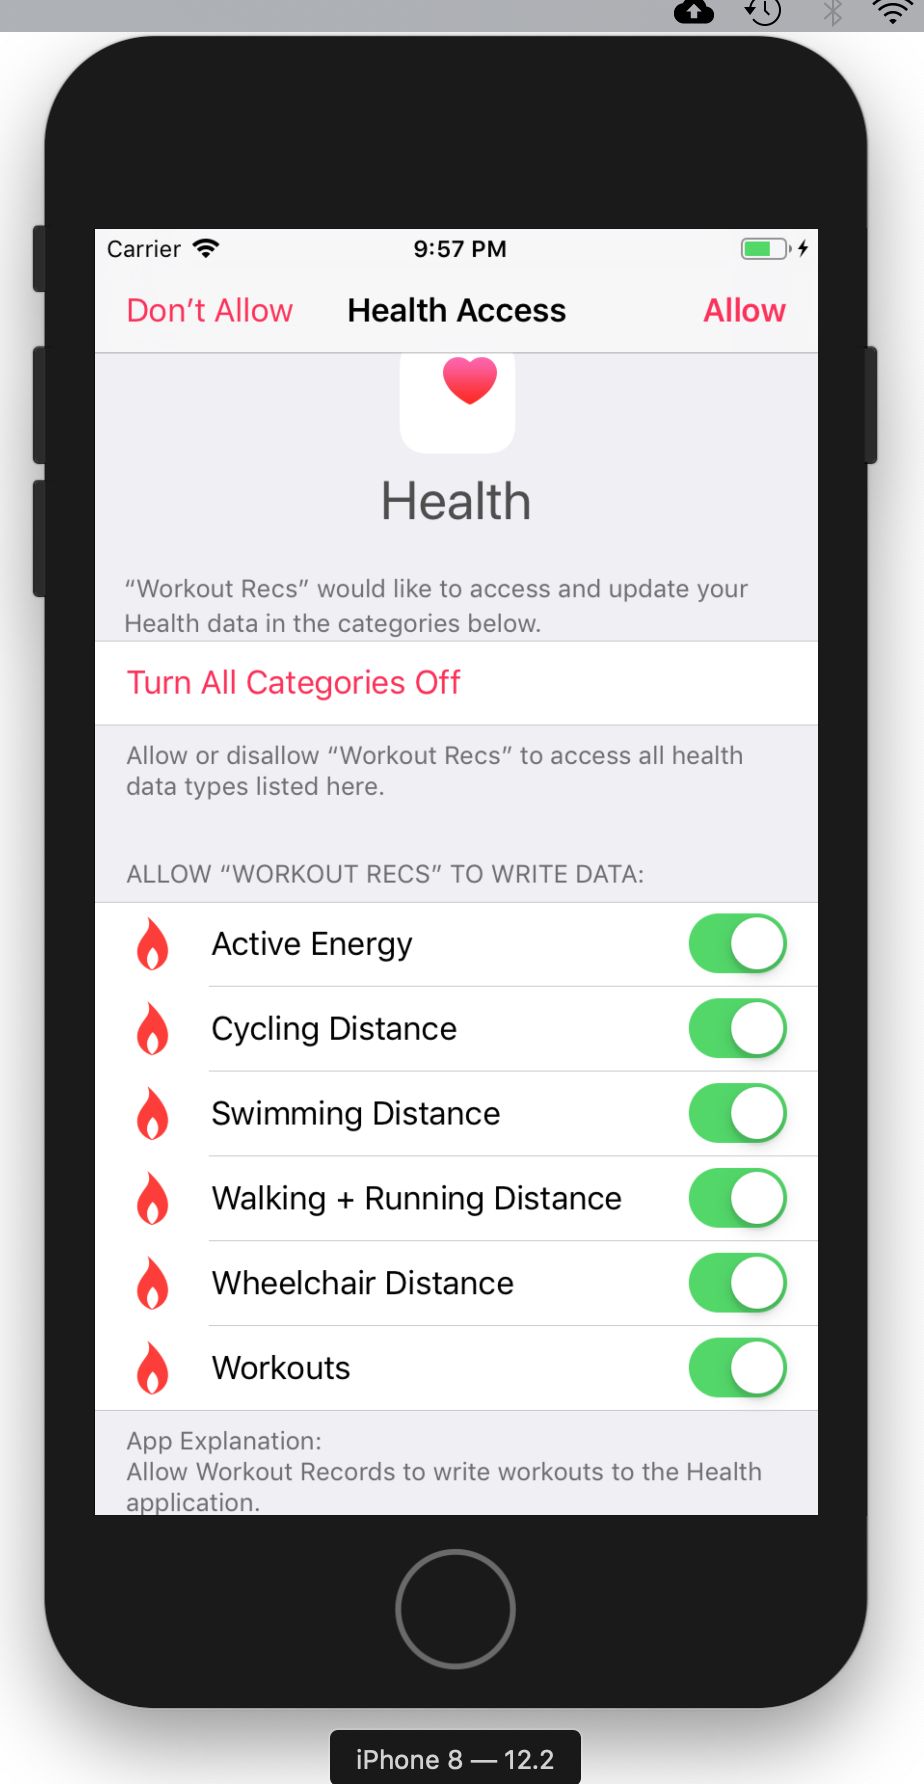 Carrier 9:57 PM
Don’t Allow Health Access Allow
Health
“Workout Recs” would like to access and update your
Health data in the categories below.
Turn All Categories Off
Allow or disallow “Workout Recs” to access all health
data types listed here.
ALLOW “WORKOUT RECS” TO WRITE DATA:
Active Energy
Cycling Distance
Swimming Distance
Walking + Running Distance
Wheelchair Distance
Workouts
App Explanation:
Allow Workout Records to write workouts to the Health
application.
iPhone 8 — 12.2